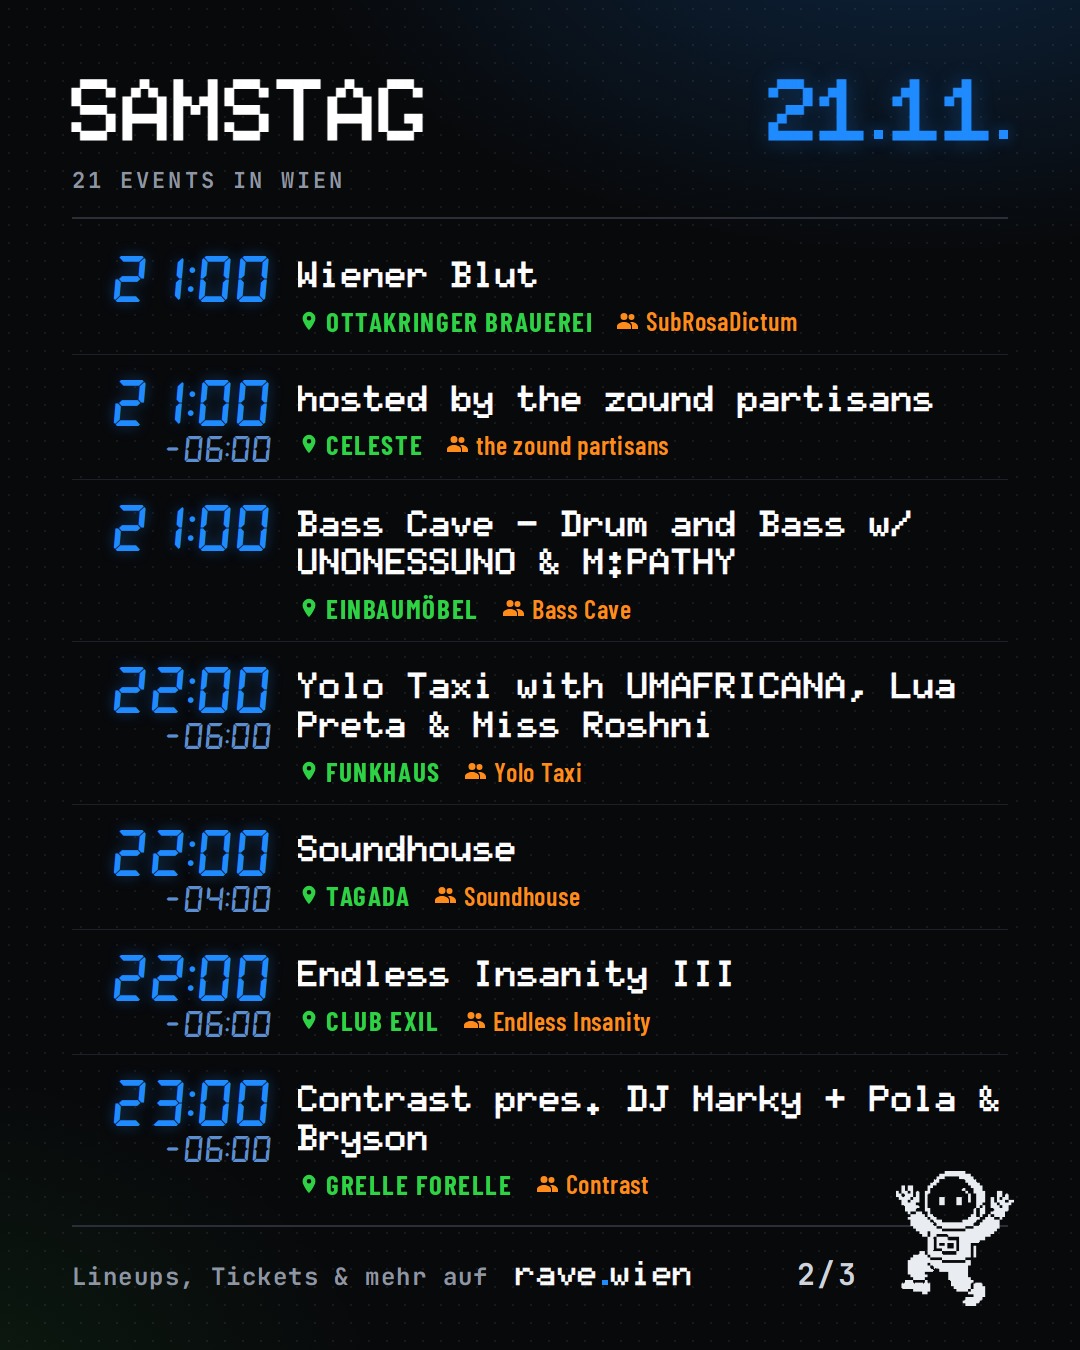 SAMSTAG 21.11.
21 EVENTS IN WIEN
21:00 Wiener Blut
OTTAKRINGER BRAUEREI SubRosaDictum
21:00 hosted by the zound partisans
-06:00 CELESTE the zound partisans
21:00 Bass Cave - Drum and Bass w/
UNONESSUNO & M‡PATHY
EINBAUMÖBEL Bass Cave
22:00 Yolo Taxi with UMAFRICANA, Lua
-06:00 Preta & Miss Roshni
FUNKHAUS Yolo Taxi
22:00 Soundhouse
-04:00 TAGADA Soundhouse
22:00 Endless Insanity III
-06:00 CLUB EXIL Endless Insanity
23:00 Contrast pres. DJ Marky + Pola &
-06:00 Bryson
GRELLE FORELLE Contrast
Lineups, Tickets & mehr auf rave.wien 2/3